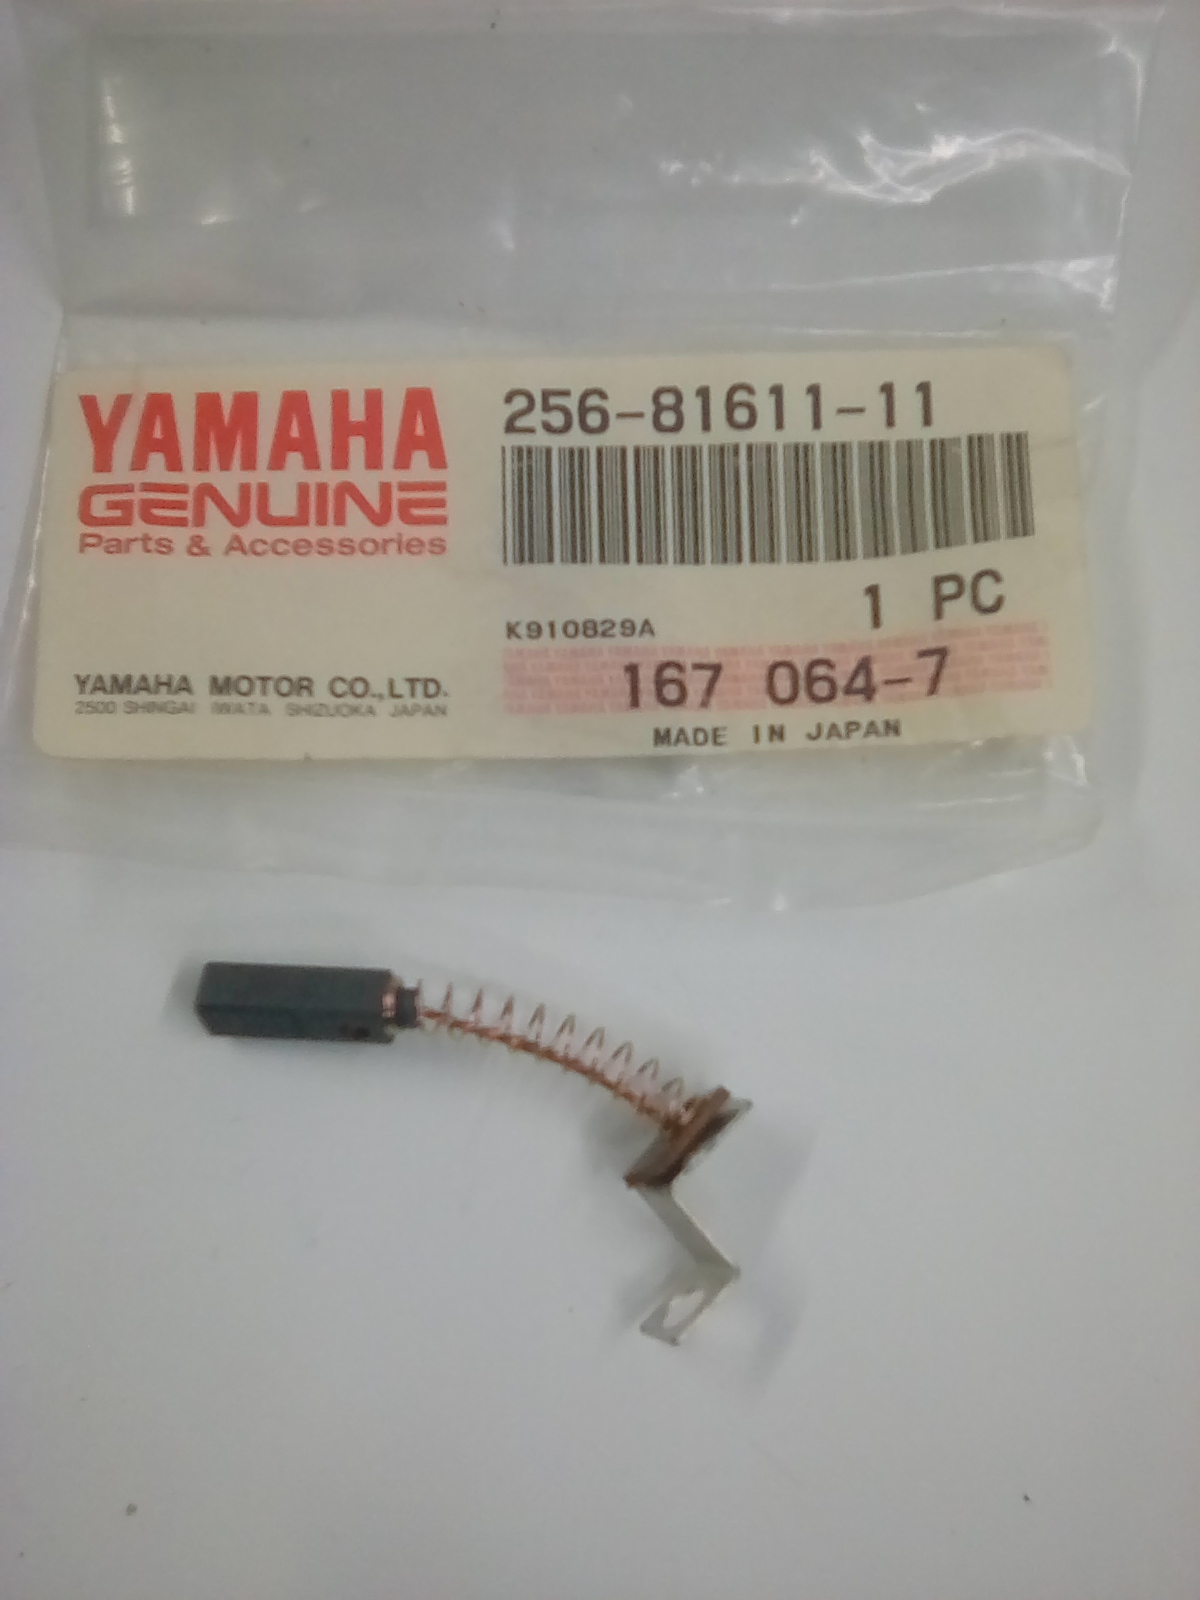 YAMAHA
GENUINE
Parts & Accessories
YAMAHA MOTOR CO.,LTD.
2500 SHINGAI IWATA SHIZUOKA JAPAN
256-81611-11
1 PC
K910829A
167 064-7
MADE IN JAPAN